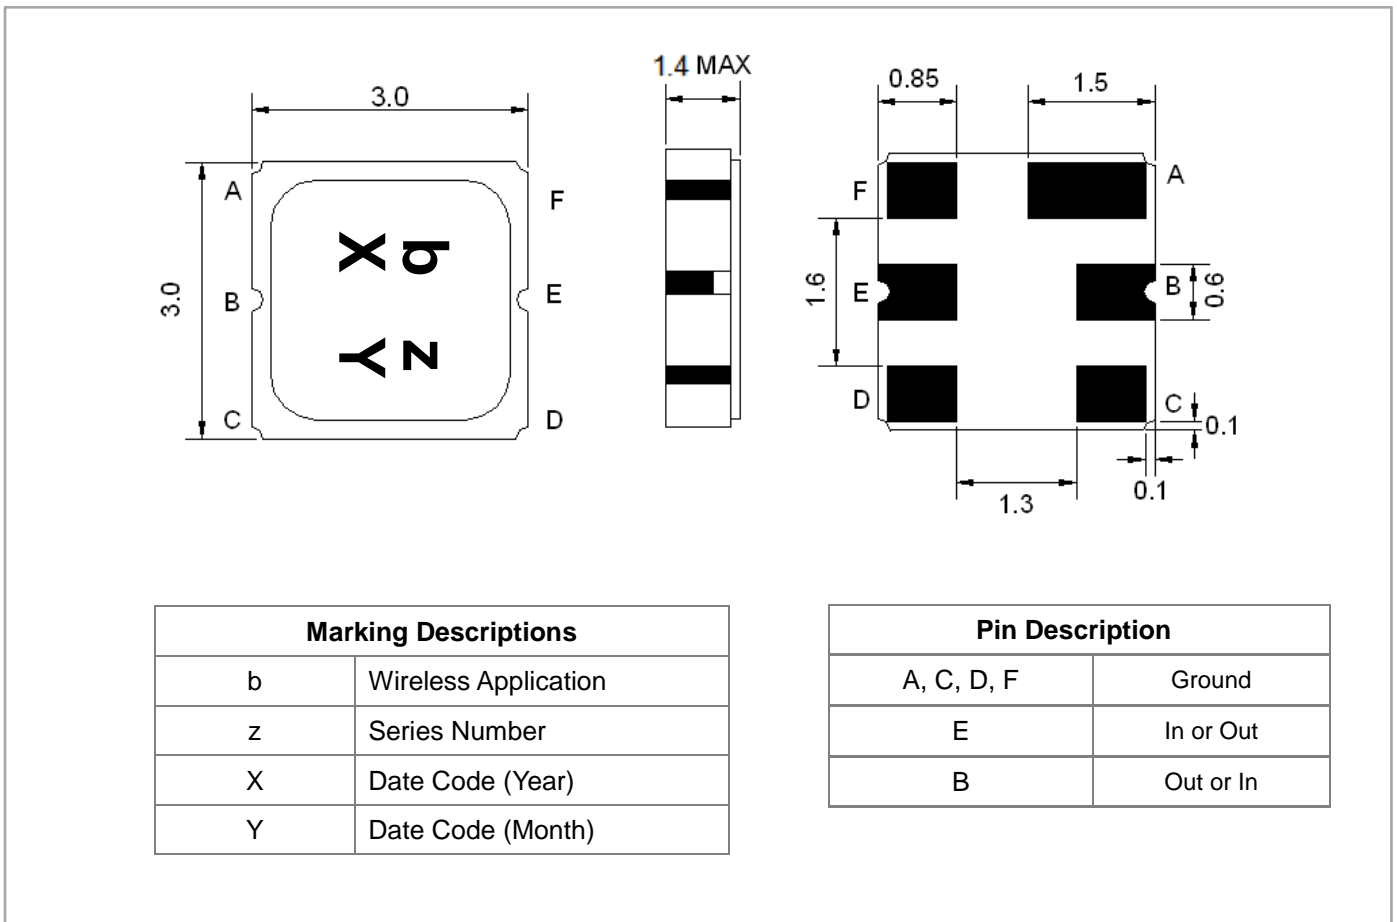 1.4 MAX
3.0
0.85
1.5
A
F
F
A
X b
3.0
B
E
1.6
E
B
0.6
Y z
C
D
D
C
0.1
0.1
1.3
Marking Descriptions
b Wireless Application
z Series Number
X Date Code (Year)
Y Date Code (Month)
Pin Description
A, C, D, F Ground
E In or Out
B Out or In